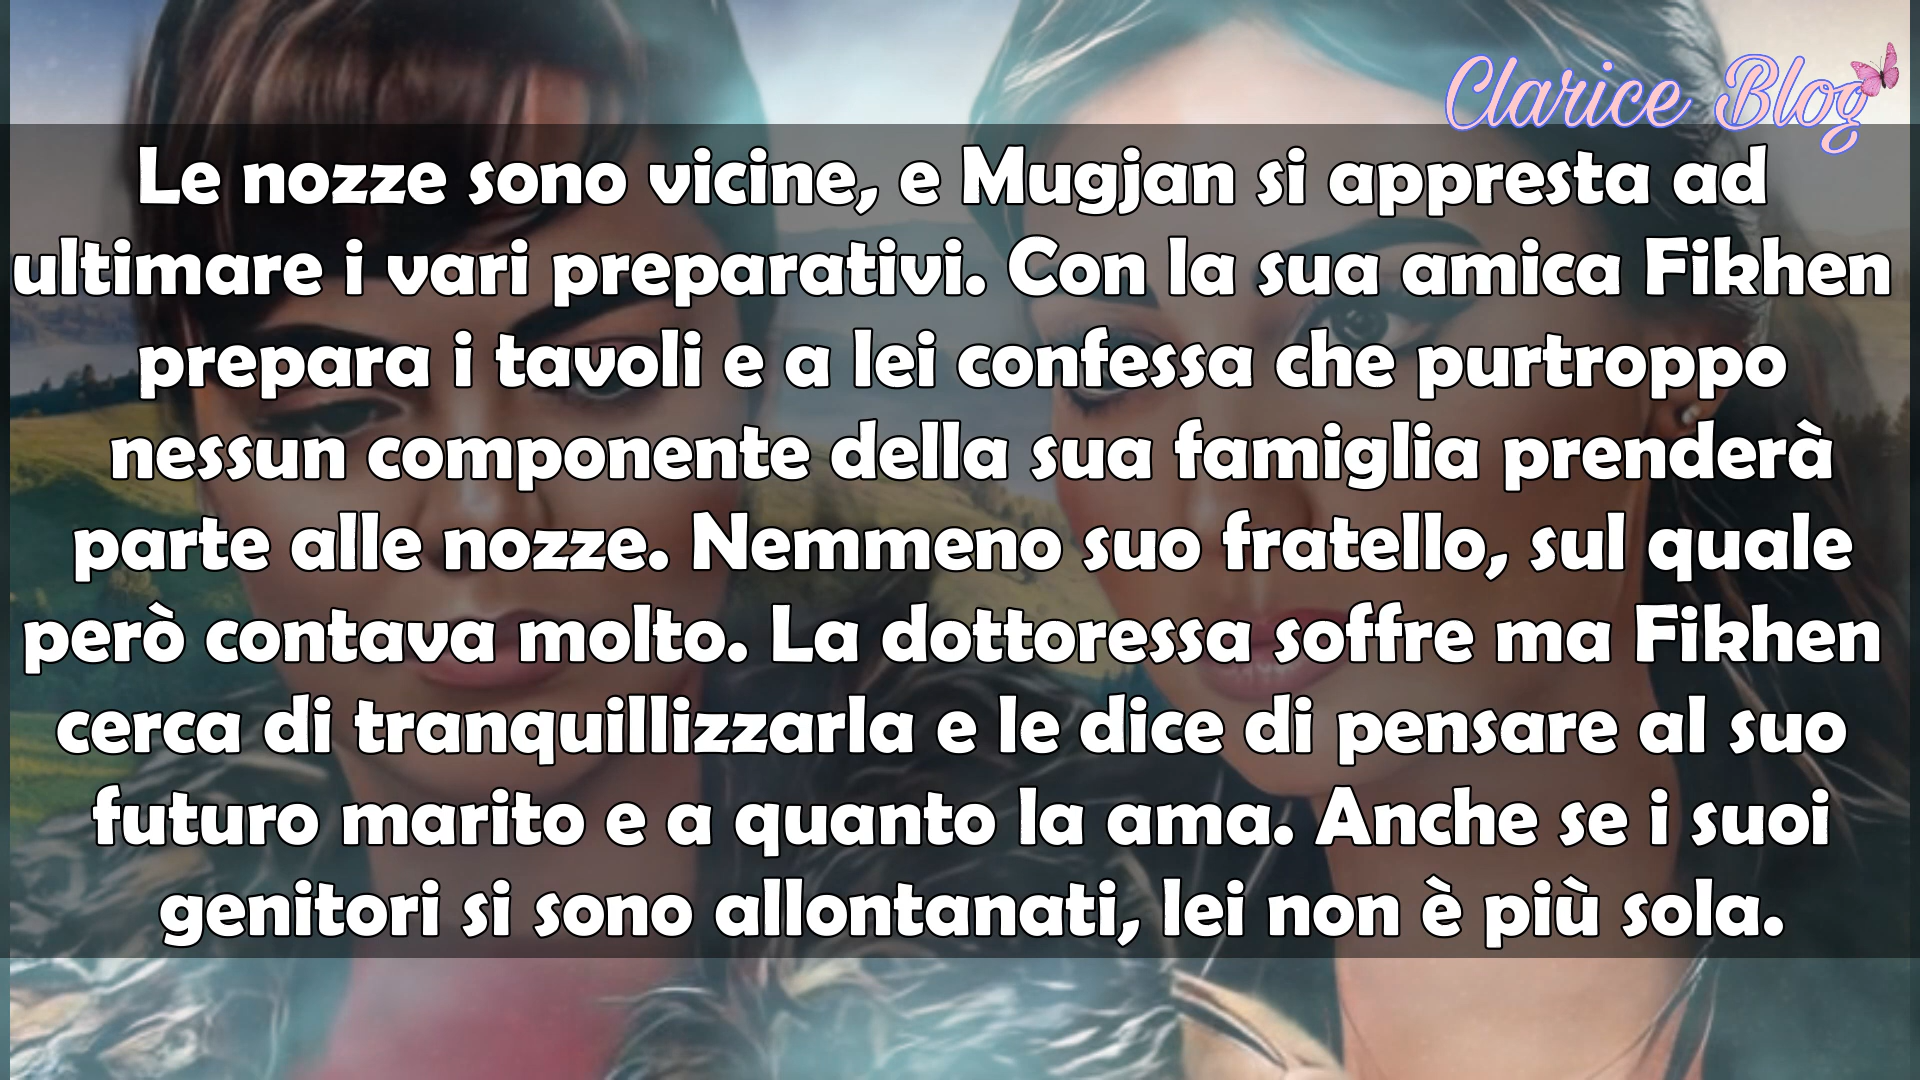 Clarice Blog
Le nozze sono vicine, e Mugjan si appresta ad
ultimare i vari preparativi. Con la sua amica Fikhen
prepara i tavoli e a lei confessa che purtroppo
nessun componente della sua famiglia prenderà
parte alle nozze. Nemmeno suo fratello, sul quale
però contava molto. La dottoressa soffre ma Fikhen
cerca di tranquillizzarla e le dice di pensare al suo
futuro marito e a quanto la ama. Anche se i suoi
genitori si sono allontanati, lei non è più sola.